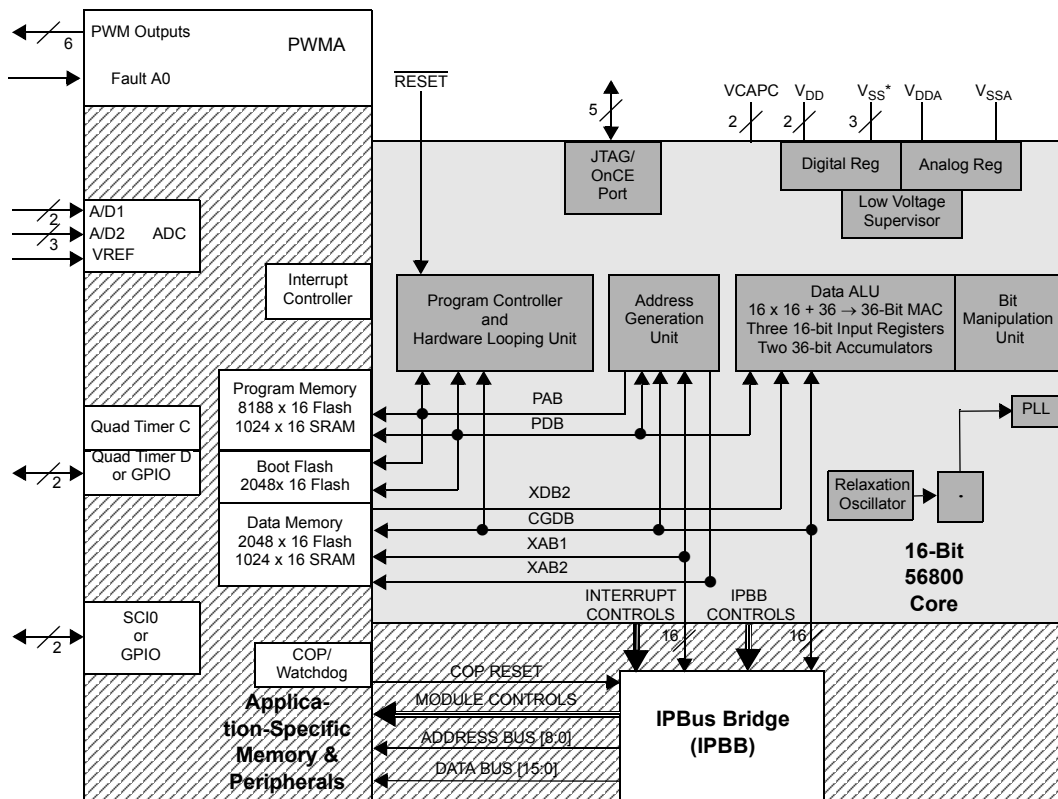 PWM Outputs
6
PWMA
Fault A0
RESET
5
VCAPC
VDD
VSS*
VDDA
VSSA
2
2
3
JTAG/
OnCE
Port
Digital Reg
Analog Reg
Low Voltage
Supervisor
2
A/D1
3
A/D2
ADC
VREF
Interrupt
Controller
Program Controller
and
Hardware Looping Unit
Address
Generation
Unit
Data ALU
16 x 16 + 36 → 36-Bit MAC
Three 16-bit Input Registers
Two 36-bit Accumulators
Bit
Manipulation
Unit
Program Memory
8188 x 16 Flash
1024 x 16 SRAM
PAB
PDB
PLL
Quad Timer C
Quad Timer D
or GPIO
2
Boot Flash
2048x 16 Flash
XDB2
Relaxation
Oscillator
CGDB
Data Memory
2048 x 16 Flash
1024 x 16 SRAM
XAB1
XAB2
16-Bit
56800
Core
INTERRUPT
CONTROLS
IPBB
CONTROLS
16
16
SCI0
or
GPIO
2
COP/
Watchdog
COP RESET
MODULE CONTROLS
ADDRESS BUS [8:0]
DATA BUS [15:0]
Applica-
tion-Specific
Memory &
Peripherals
IPBus Bridge
(IPBB)